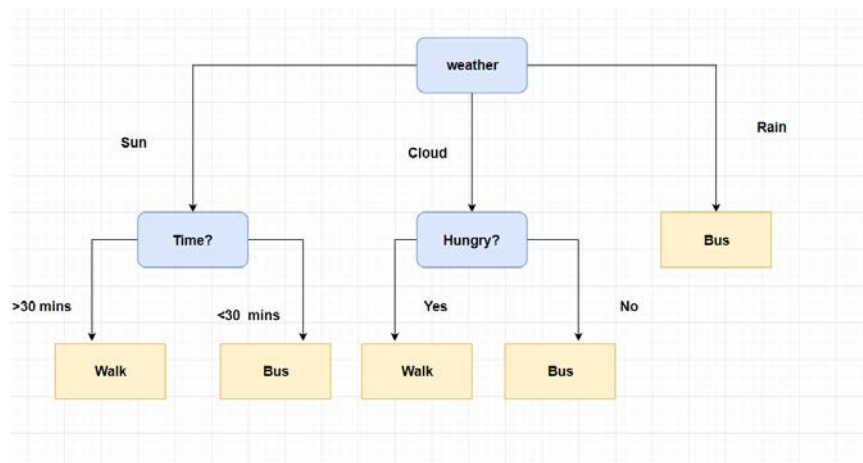 weather
Sun
Cloud
Rain
Time?
Hungry?
Bus
>30 mins
<30 mins
Yes
No
Walk
Bus
Walk
Bus